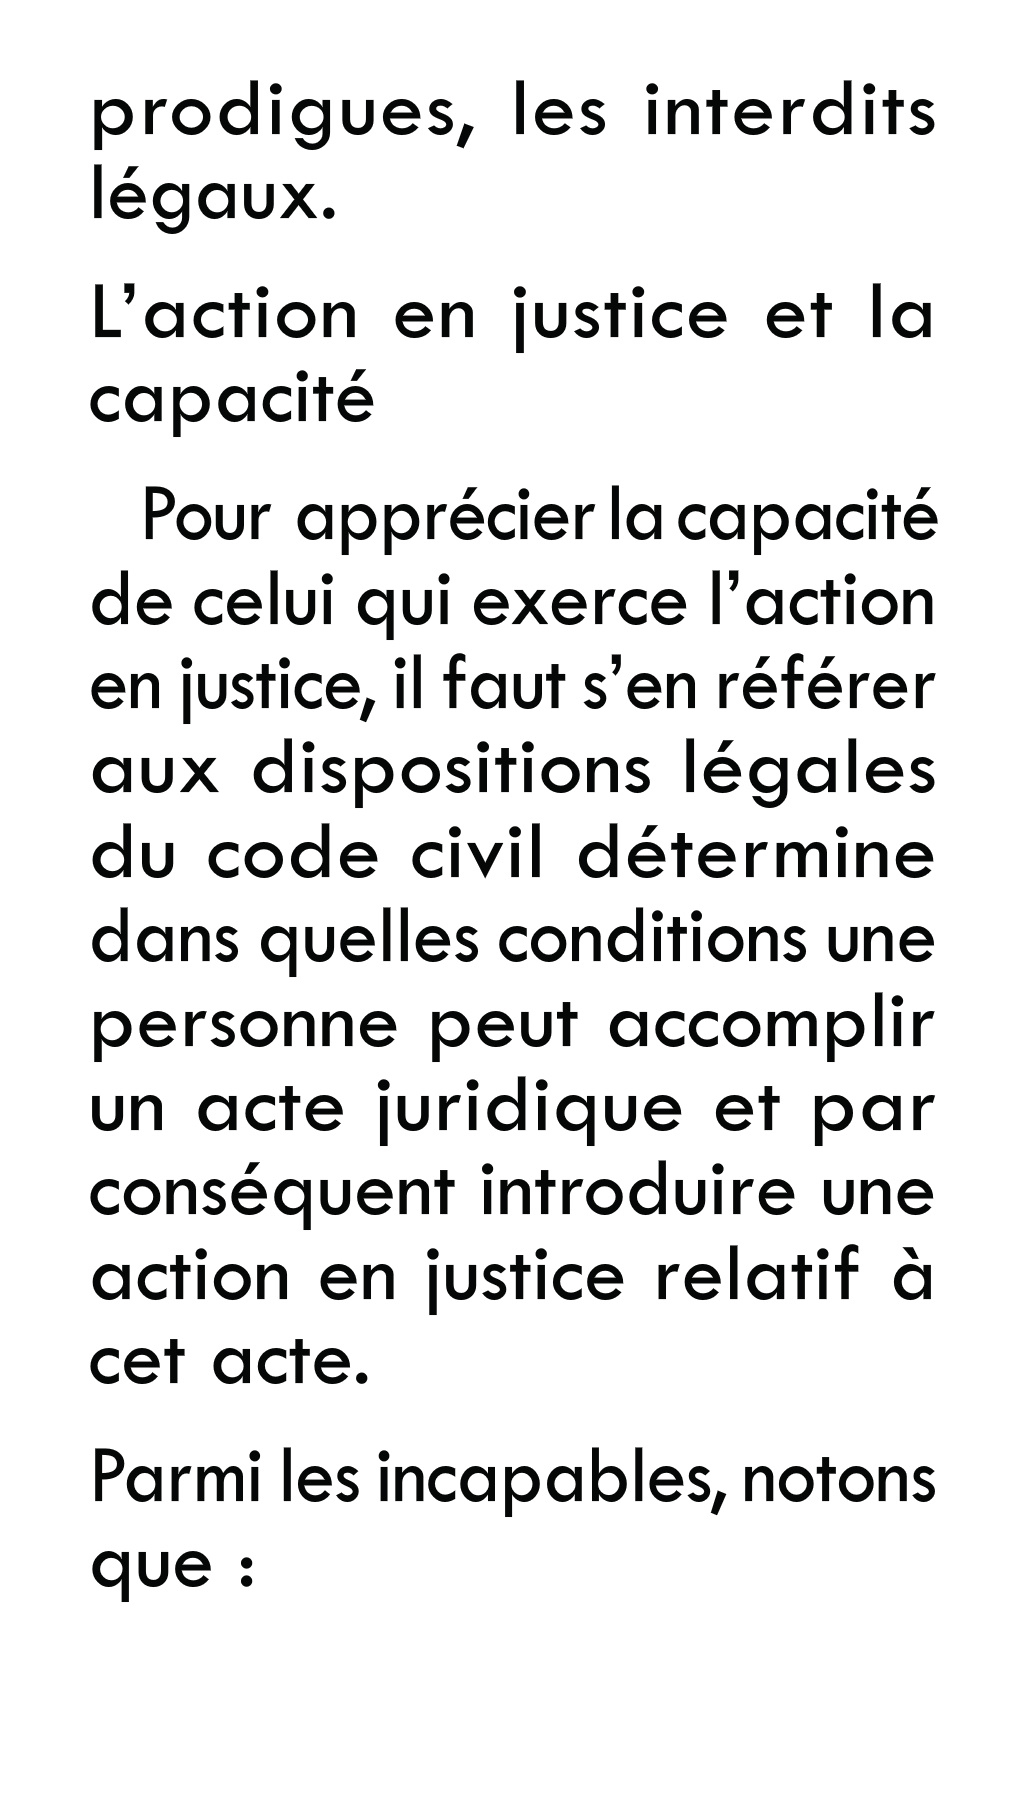 prodigues, les interdits
légaux.
L’action en justice et la
capacité
Pour apprécier la capacité
de celui qui exerce l’action
en justice, il faut s’en référer
aux dispositions légales
du code civil détermine
dans quelles conditions une
personne peut accomplir
un acte juridique et par
conséquent introduire une
action en justice relatif à
cet acte.
Parmi les incapables, notons
que :